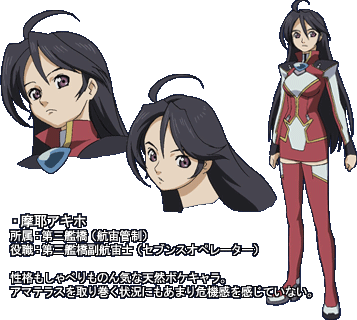 ・摩耶アキホ
所属：第二艦橋（航宙管制）
役職：第二艦橋副航宙士（セブンスオペレーター）
性格もしゃべりものん気な天然ボケキャラ。
アマテラスを取り巻く状況にもあまり危機感を感じていない。